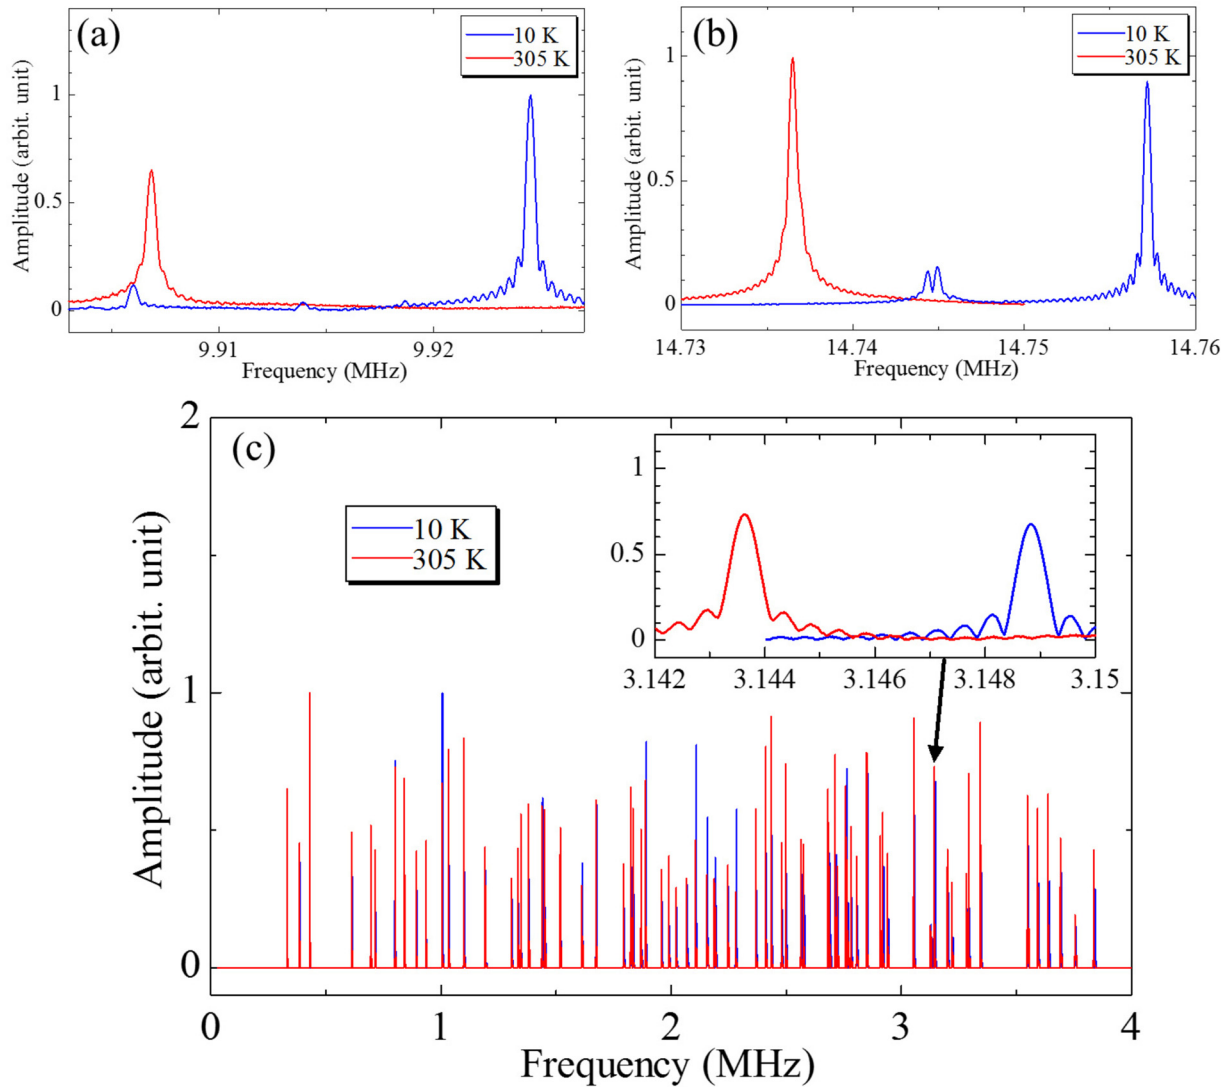 (a)
10 K
305 K
Amplitude (arbit. unit)
1
0.5
0
9.91
9.92
Frequency (MHz)
(b)
10 K
305 K
Amplitude (arbit. unit)
1
0.5
0
14.73
14.74
14.75
14.76
Frequency (MHz)
(c)
10 K
305 K
Amplitude (arbit. unit)
2
1
0
1
0.5
0
3.142
3.144
3.146
3.148
3.15
0
1
2
3
4
Frequency (MHz)